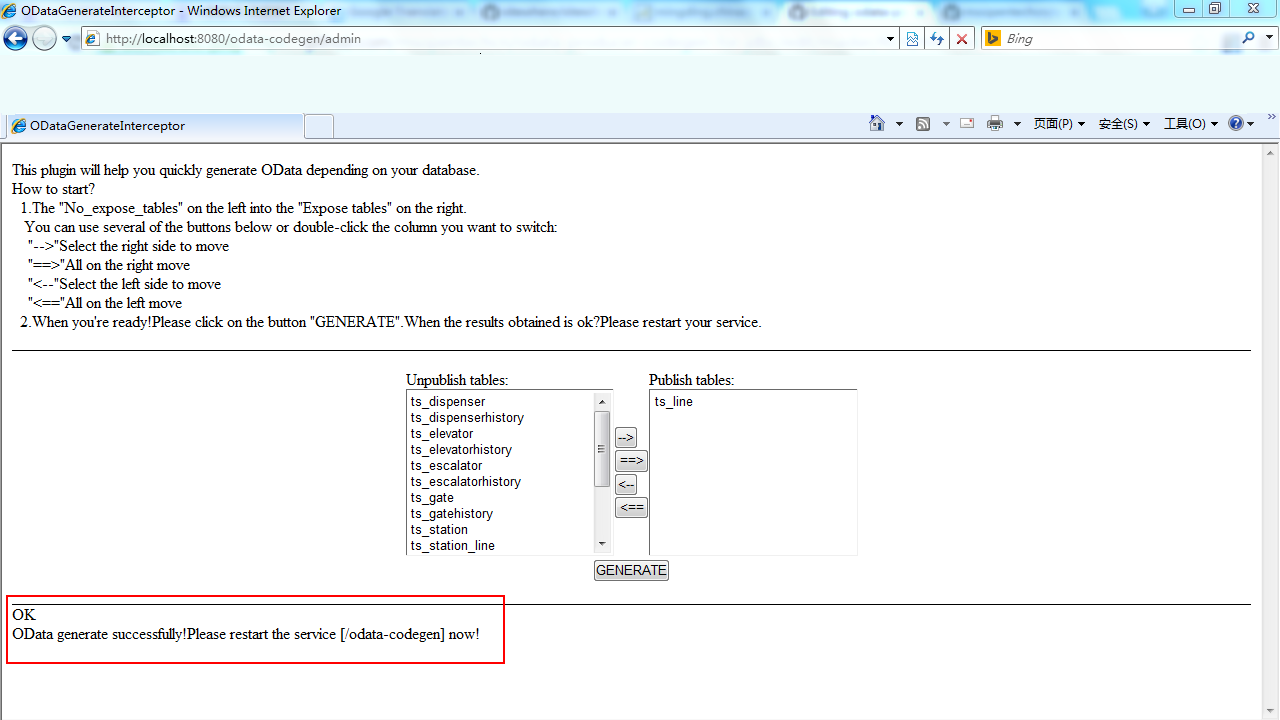 ODataGenerateInterceptor - Windows Internet Explorer
http://localhost:8080/odata-codegen/admin
Bing
ODataGenerateInterceptor
页面(P)
安全(S)
工具(O)
This plugin will help you quickly generate OData depending on your database.
How to start?
1.The "No_expose_tables" on the left into the "Expose tables" on the right.
You can use several of the buttons below or double-click the column you want to switch:
"-->"Select the right side to move
"==>"All on the right move
"<--"Select the left side to move
"<=="All on the left move
2.When you're ready!Please click on the button "GENERATE".When the results obtained is ok?Please restart your service.
Unpublish tables:
ts_dispenser
ts_dispenserhistory
ts_elevator
ts_elevatorhistory
ts_escalator
ts_escalatorhistory
ts_gate
ts_gatehistory
ts_station
ts_station_line
-->
==>
<--
<==
Publish tables:
ts_line
GENERATE
OK
OData generate successfully!Please restart the service [/odata-codegen] now!